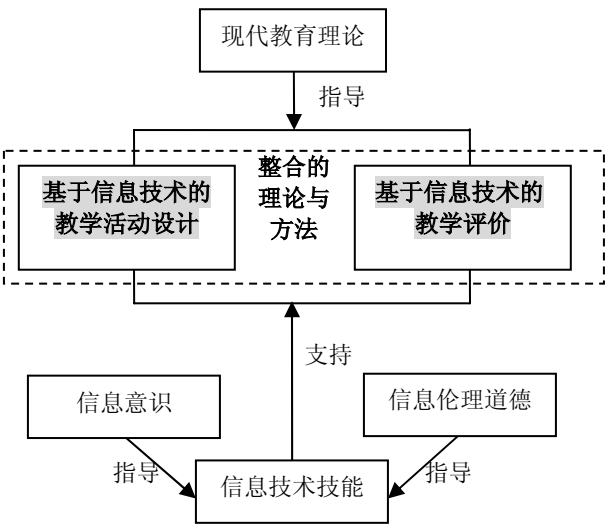 现代教育理论
指导
整合的
理论与
方法
基于信息技术的
教学活动设计
基于信息技术的
教学评价
支持
信息意识
信息伦理道德
指导
指导
信息技术技能